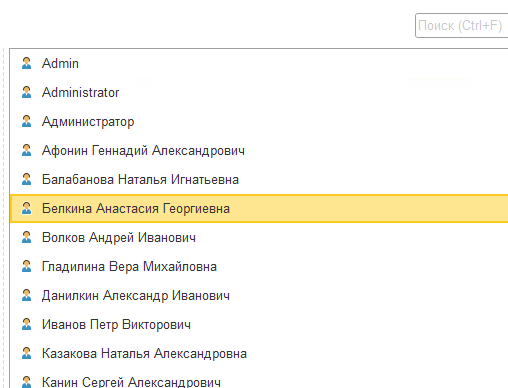 Поиск (Ctrl+F)
Admin
Administrator
Администратор
Афонин Геннадий Александрович
Балабанова Наталья Игнатьевна
Белкина Анастасия Георгиевна
Волков Андрей Иванович
Гладилина Вера Михайловна
Данилкин Александр Иванович
Иванов Петр Викторович
Казакова Наталья Александровна
Канин Сергей Александрович